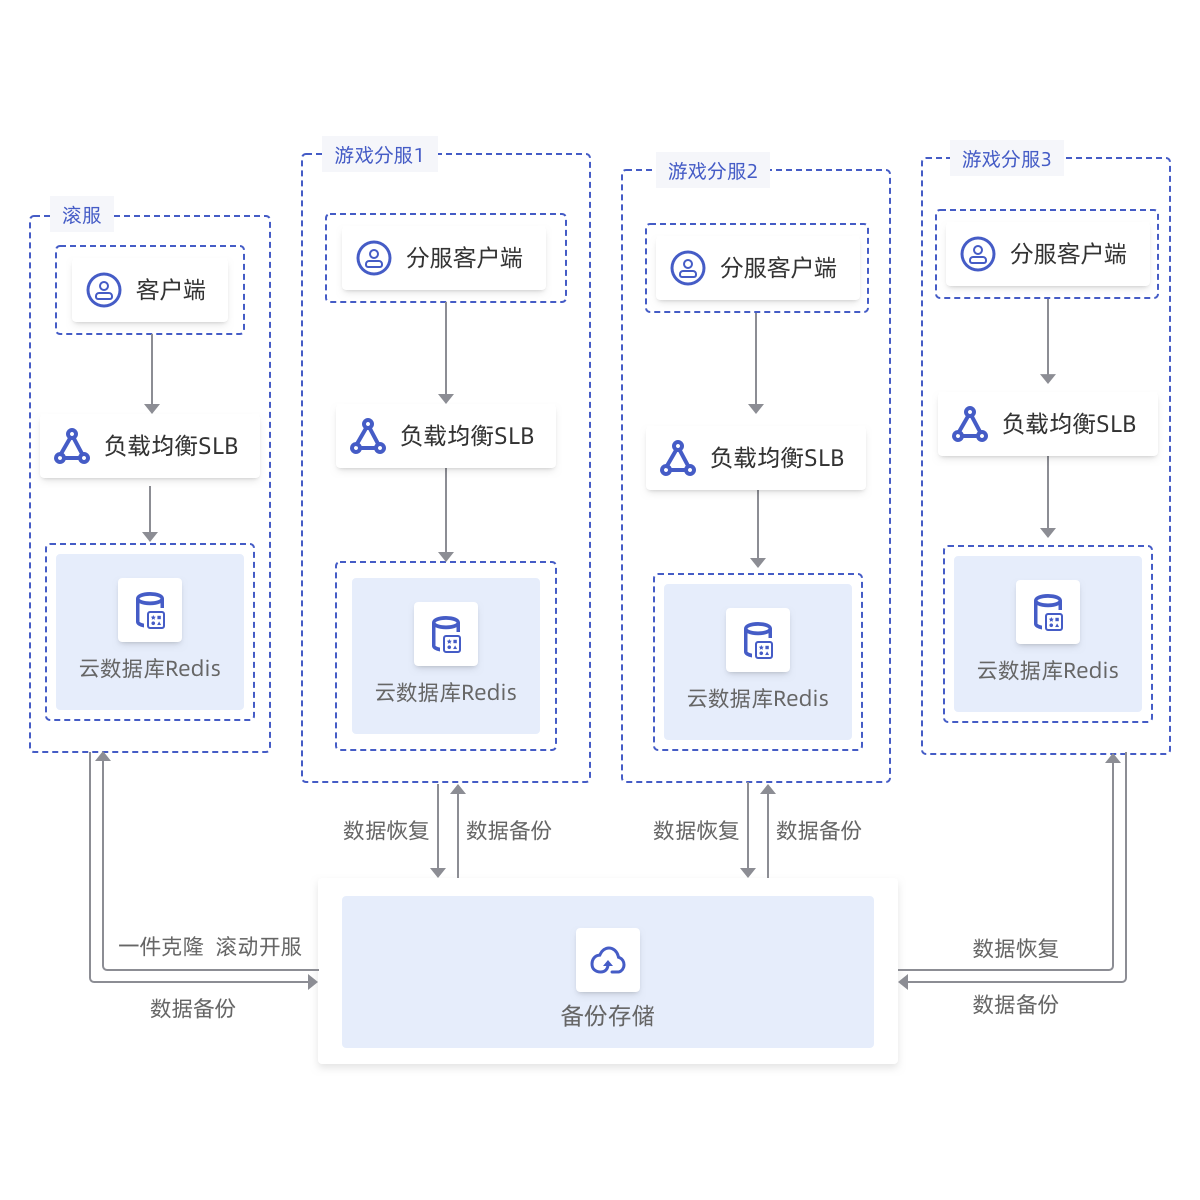 滚服
客户端
负载均衡SLB
云数据库Redis
游戏分服1
分服客户端
负载均衡SLB
云数据库Redis
游戏分服2
分服客户端
负载均衡SLB
云数据库Redis
游戏分服3
分服客户端
负载均衡SLB
云数据库Redis
数据恢复
数据备份
数据恢复
数据备份
一件克隆 滚动开服
数据备份
数据恢复
数据备份
备份存储